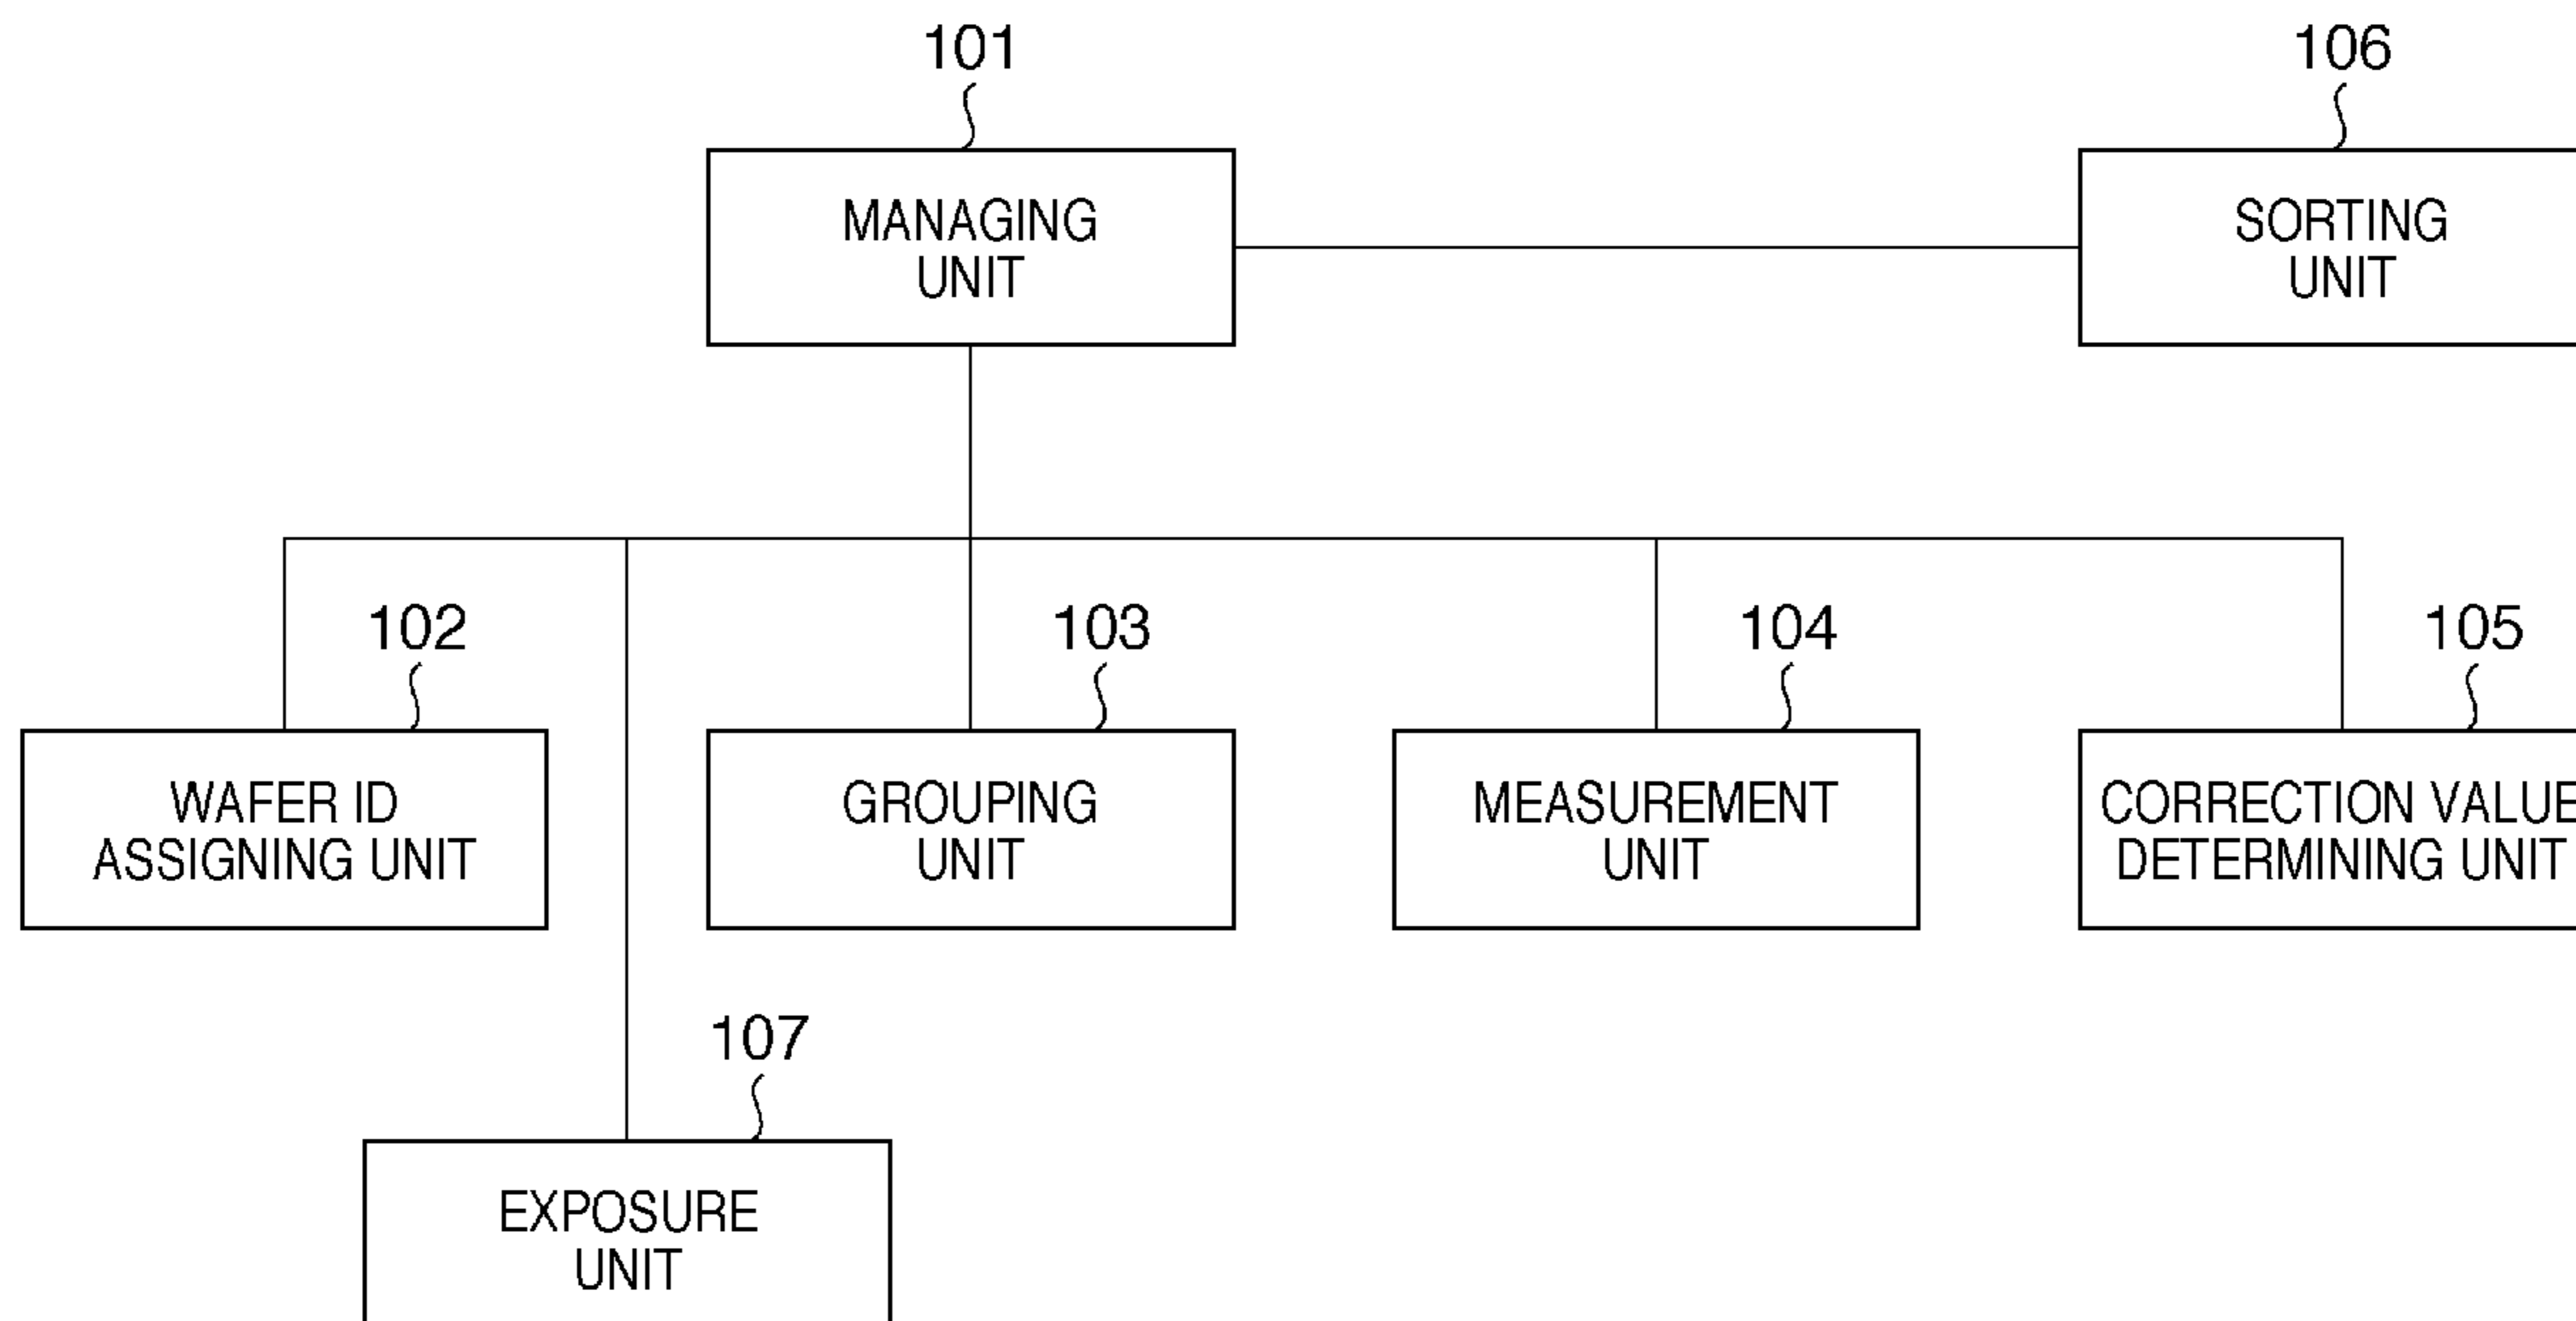 101
106
MANAGING
UNIT
SORTING
UNIT
102
103
104
105
WAFER ID
ASSIGNING UNIT
GROUPING
UNIT
MEASUREMENT
UNIT
CORRECTION VALUE
DETERMINING UNIT
107
EXPOSURE
UNIT